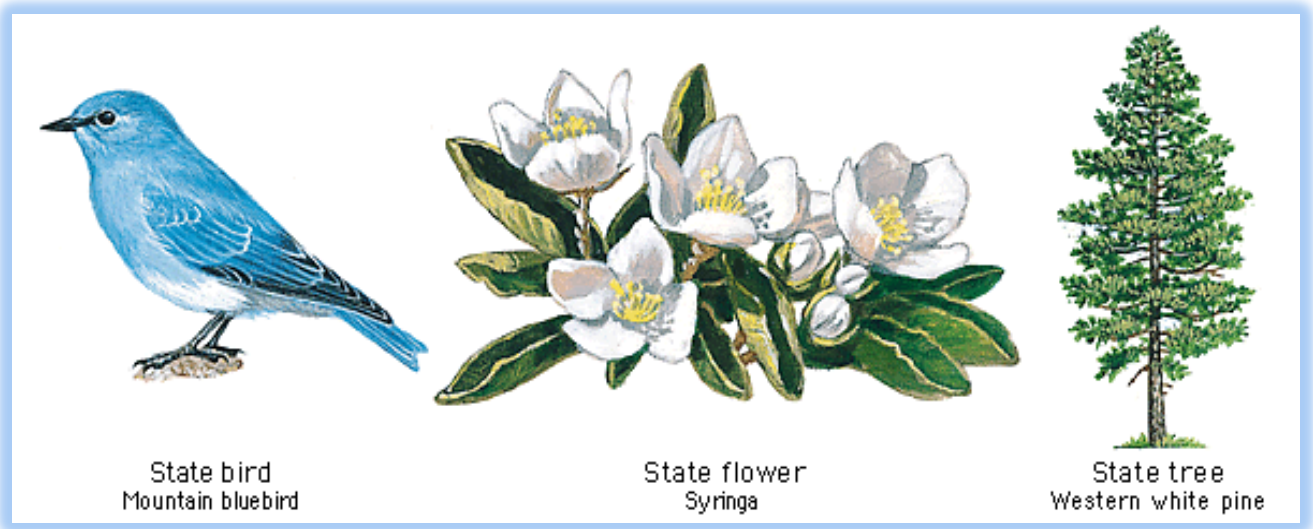 State bird
Mountain bluebird
State flower
Syringa
State tree
Western white pine